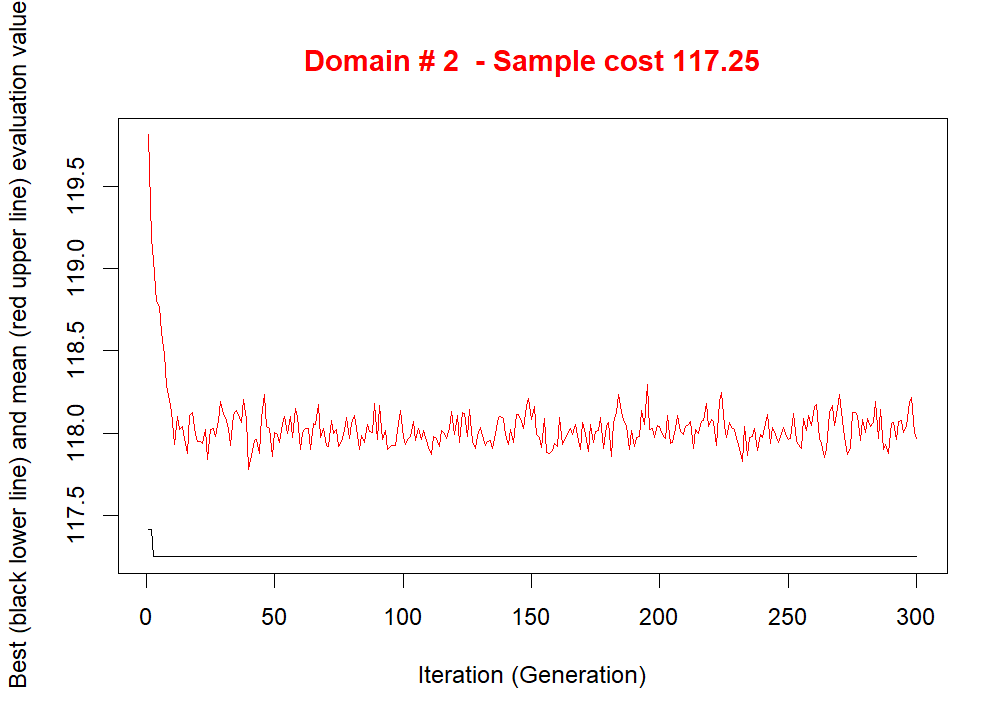 Domain # 2  - Sample cost 117.25
Best (black lower line) and mean (red upper line) evaluation value
119.5
119.0
118.5
118.0
117.5
0 50 100 150 200 250 300
Iteration (Generation)